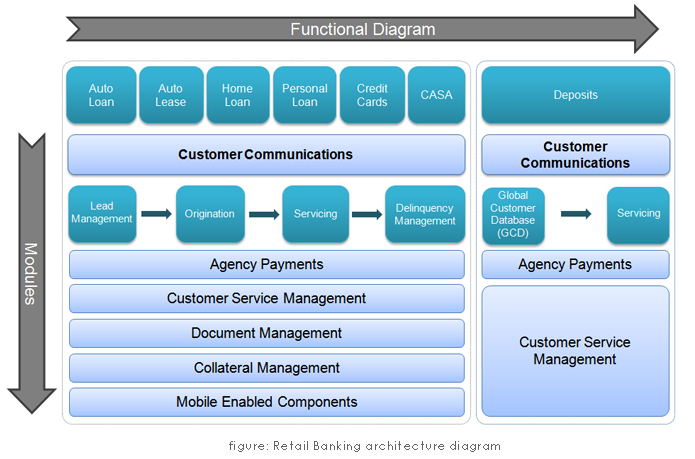 Functional Diagram
Auto
Loan
Auto
Lease
Home
Loan
Personal
Loan
Credit
Cards
CASA
Deposits
Customer Communications
Customer
Communications
Lead
Management
Origination
Servicing
Delinquency
Management
Global
Customer
Database
(GCD)
Servicing
Modules
Agency Payments
Agency Payments
Customer Service Management
Document Management
Collateral Management
Mobile Enabled Components
Customer Service
Management
figure: Retail Banking architecture diagram